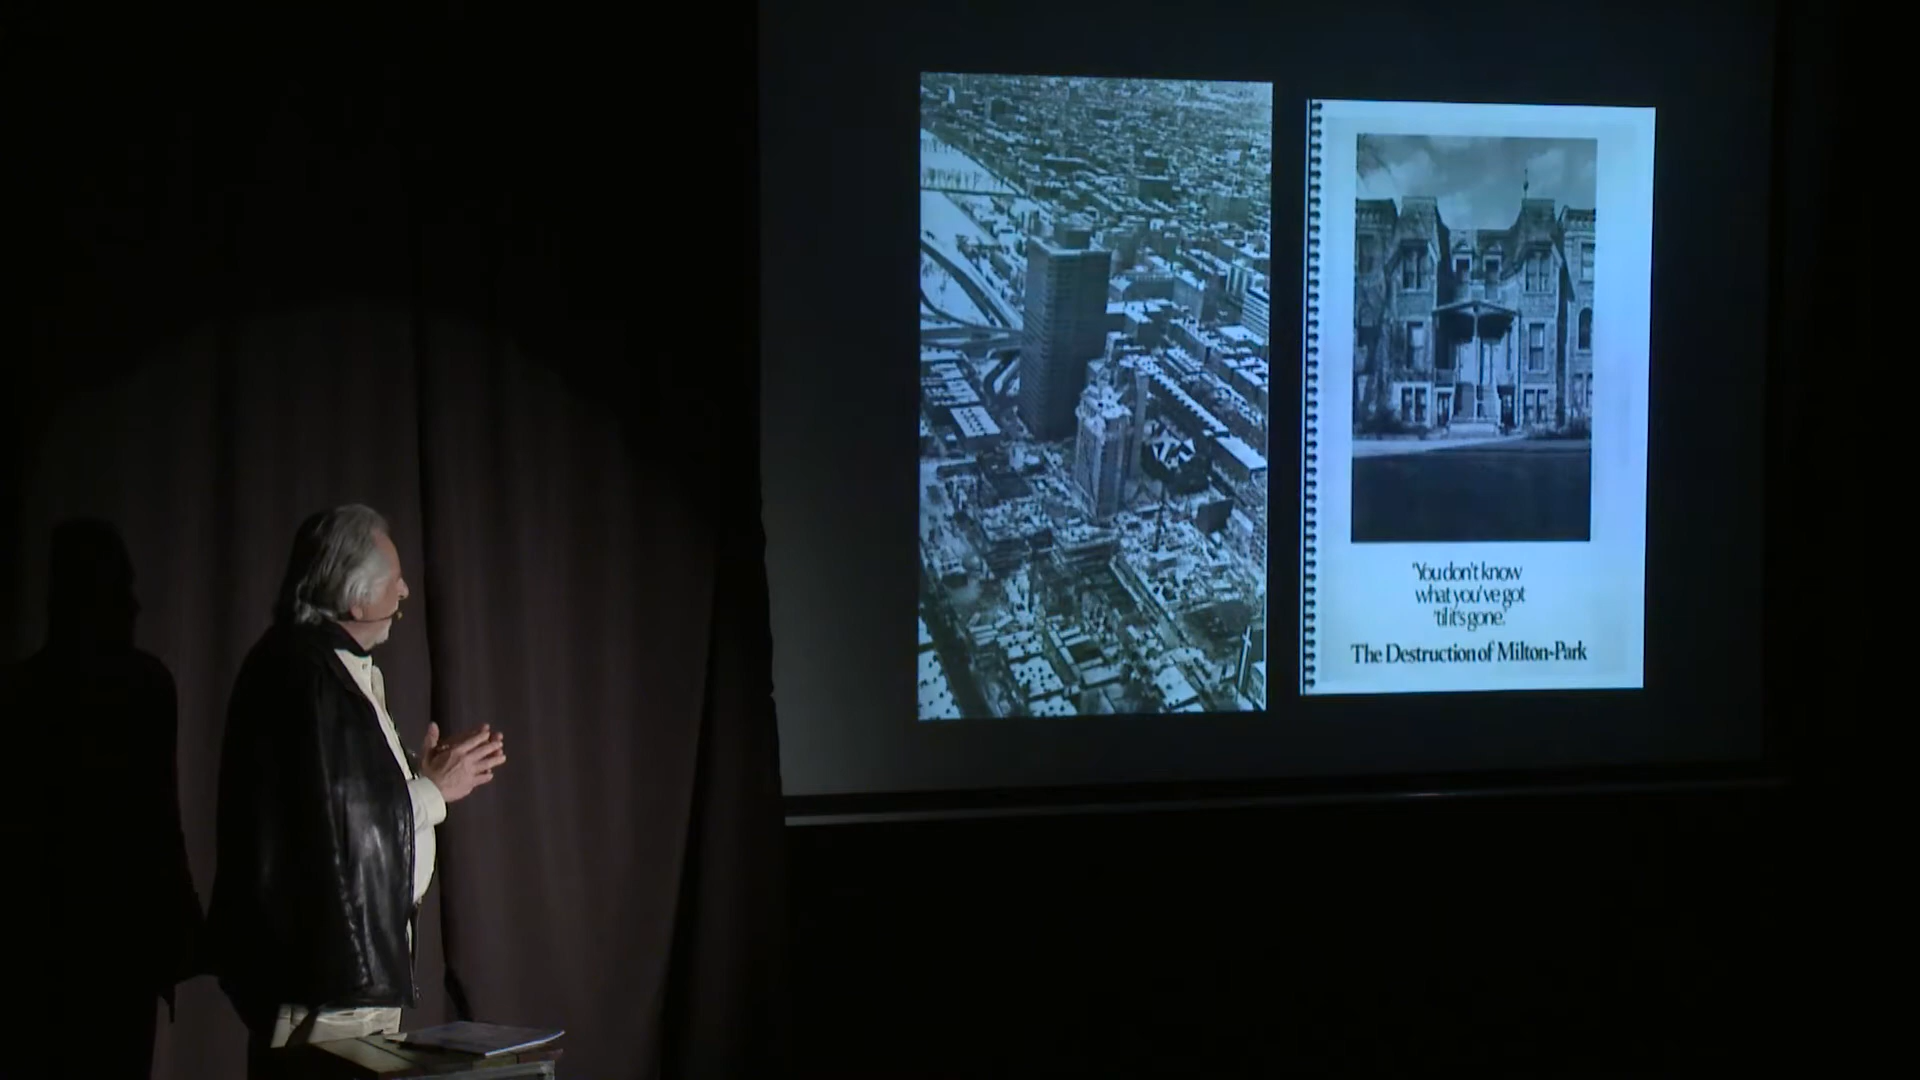 "You don't know
what you've got
'til it's gone."
The Destruction of Milton-Park